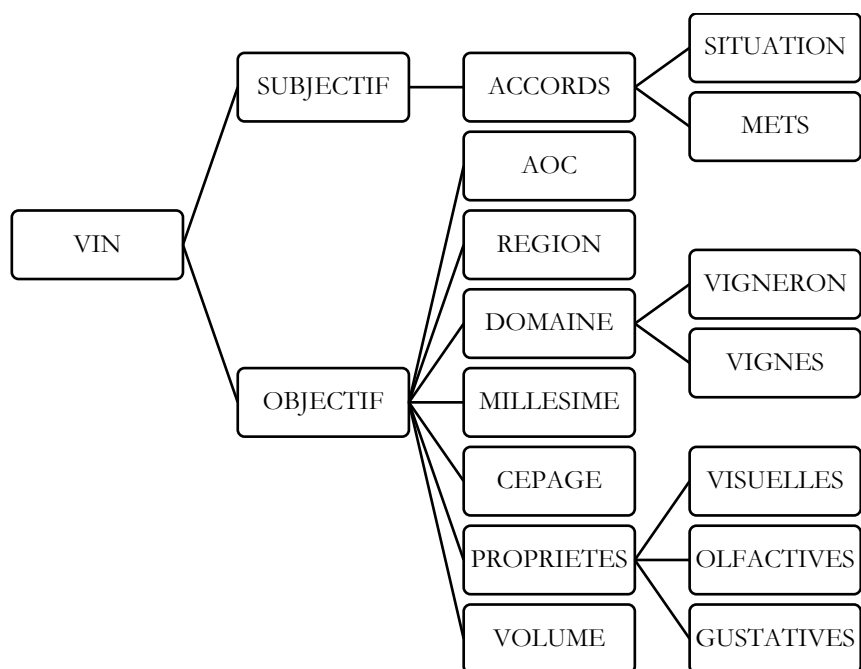 SITUATION
SUBJECTIF
ACCORDS
METS
AOC
VIN
REGION
VIGNERON
DOMAINE
VIGNES
OBJECTIF
MILLESIME
CEPAGE
VISUELLES
PROPRIETES
OLFACTIVES
VOLUME
GUSTATIVES